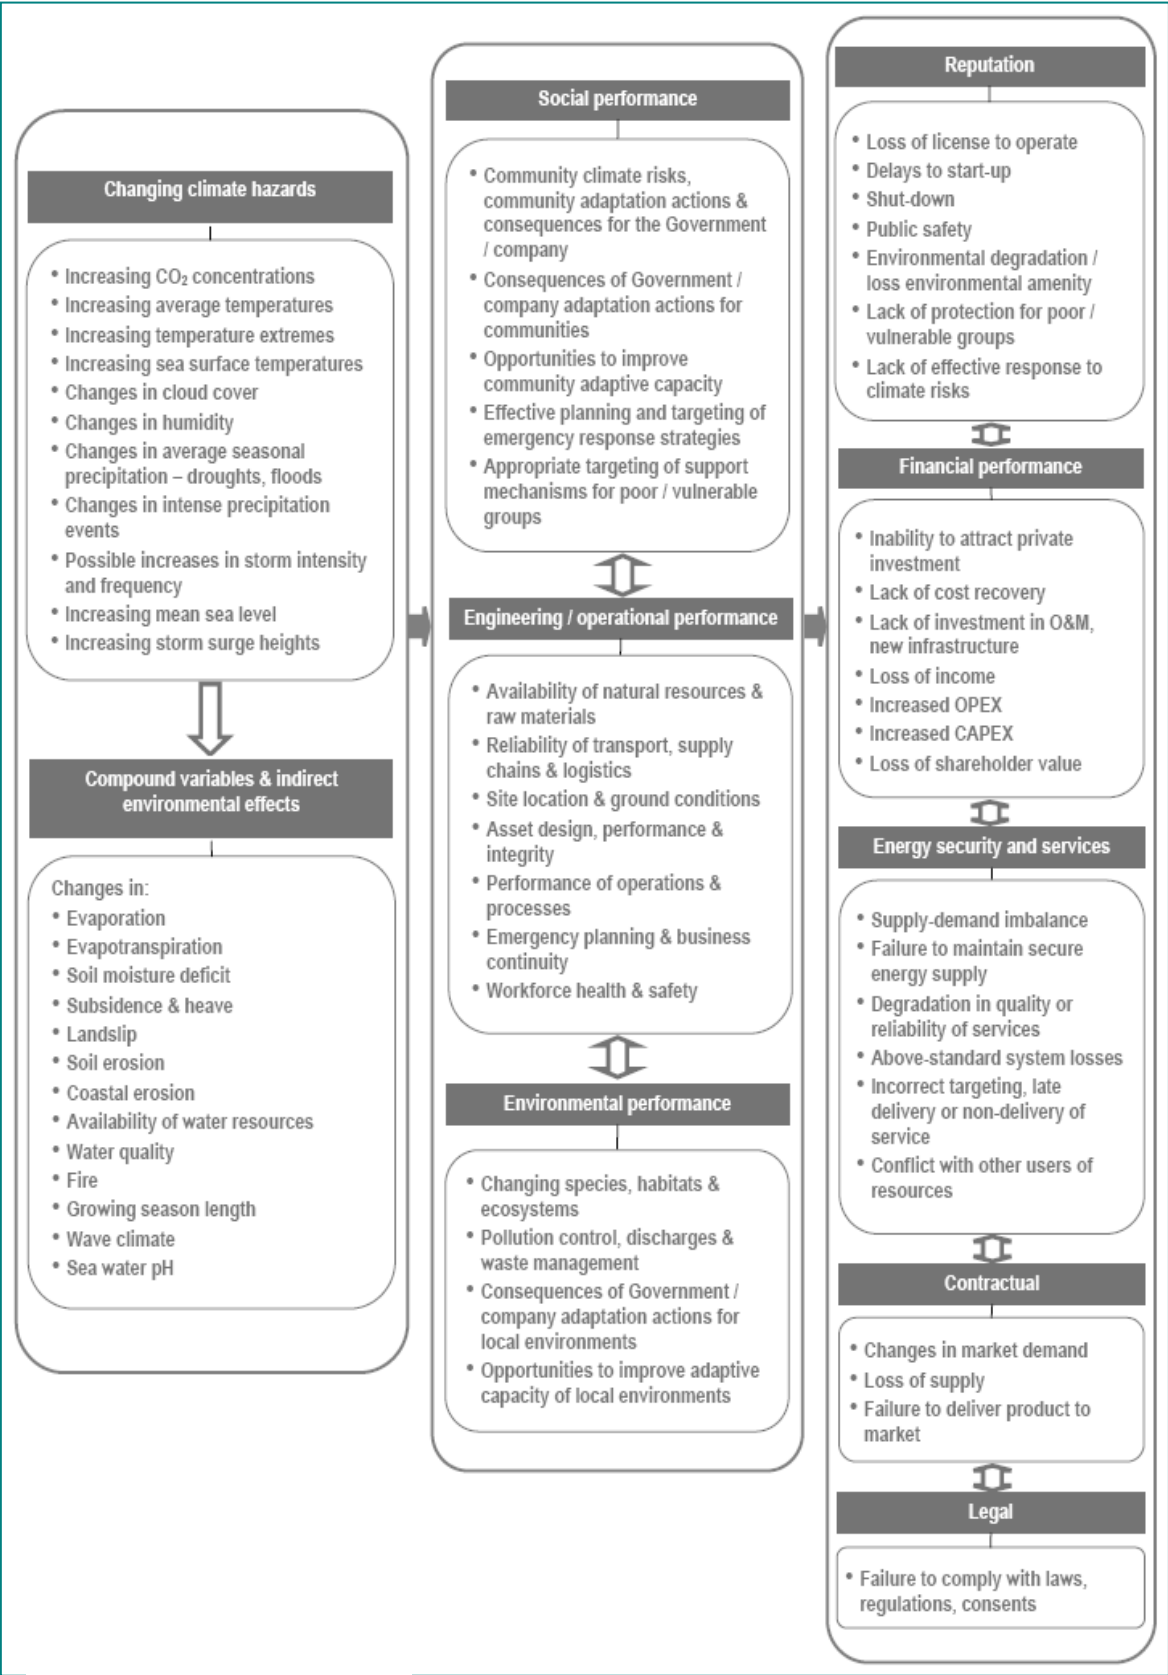 Changing climate hazards
• Increasing CO₂ concentrations
• Increasing average temperatures
• Increasing temperature extremes
• Increasing sea surface temperatures
• Changes in cloud cover
• Changes in humidity
• Changes in average seasonal
precipitation – droughts, floods
• Changes in intense precipitation
events
• Possible increases in storm intensity
and frequency
• Increasing mean sea level
• Increasing storm surge heights
Compound variables & indirect
environmental effects
Changes in:
• Evaporation
• Evapotranspiration
• Soil moisture deficit
• Subsidence & heave
• Landslip
• Soil erosion
• Coastal erosion
• Availability of water resources
• Water quality
• Fire
• Growing season length
• Wave climate
• Sea water pH
Social performance
• Community climate risks,
community adaptation actions &
consequences for the Government
/ company
• Consequences of Government /
company adaptation actions for
communities
• Opportunities to improve
community adaptive capacity
• Effective planning and targeting of
emergency response strategies
• Appropriate targeting of support
mechanisms for poor / vulnerable
groups
Engineering / operational performance
• Availability of natural resources &
raw materials
• Reliability of transport, supply
chains & logistics
• Site location & ground conditions
• Asset design, performance &
integrity
• Performance of operations &
processes
• Emergency planning & business
continuity
• Workforce health & safety
Environmental performance
• Changing species, habitats &
ecosystems
• Pollution control, discharges &
waste management
• Consequences of Government /
company adaptation actions for
local environments
• Opportunities to improve adaptive
capacity of local environments
Reputation
• Loss of license to operate
• Delays to start-up
• Shut-down
• Public safety
• Environmental degradation /
loss environmental amenity
• Lack of protection for poor /
vulnerable groups
• Lack of effective response to
climate risks
Financial performance
• Inability to attract private
investment
• Lack of cost recovery
• Lack of investment in O&M,
new infrastructure
• Loss of income
• Increased OPEX
• Increased CAPEX
• Loss of shareholder value
Energy security and services
• Supply-demand imbalance
• Failure to maintain secure
energy supply
• Degradation in quality or
reliability of services
• Above-standard system losses
• Incorrect targeting, late
delivery or non-delivery of
service
• Conflict with other users of
resources
Contractual
• Changes in market demand
• Loss of supply
• Failure to deliver product to
market
Legal
• Failure to comply with laws,
regulations, consents